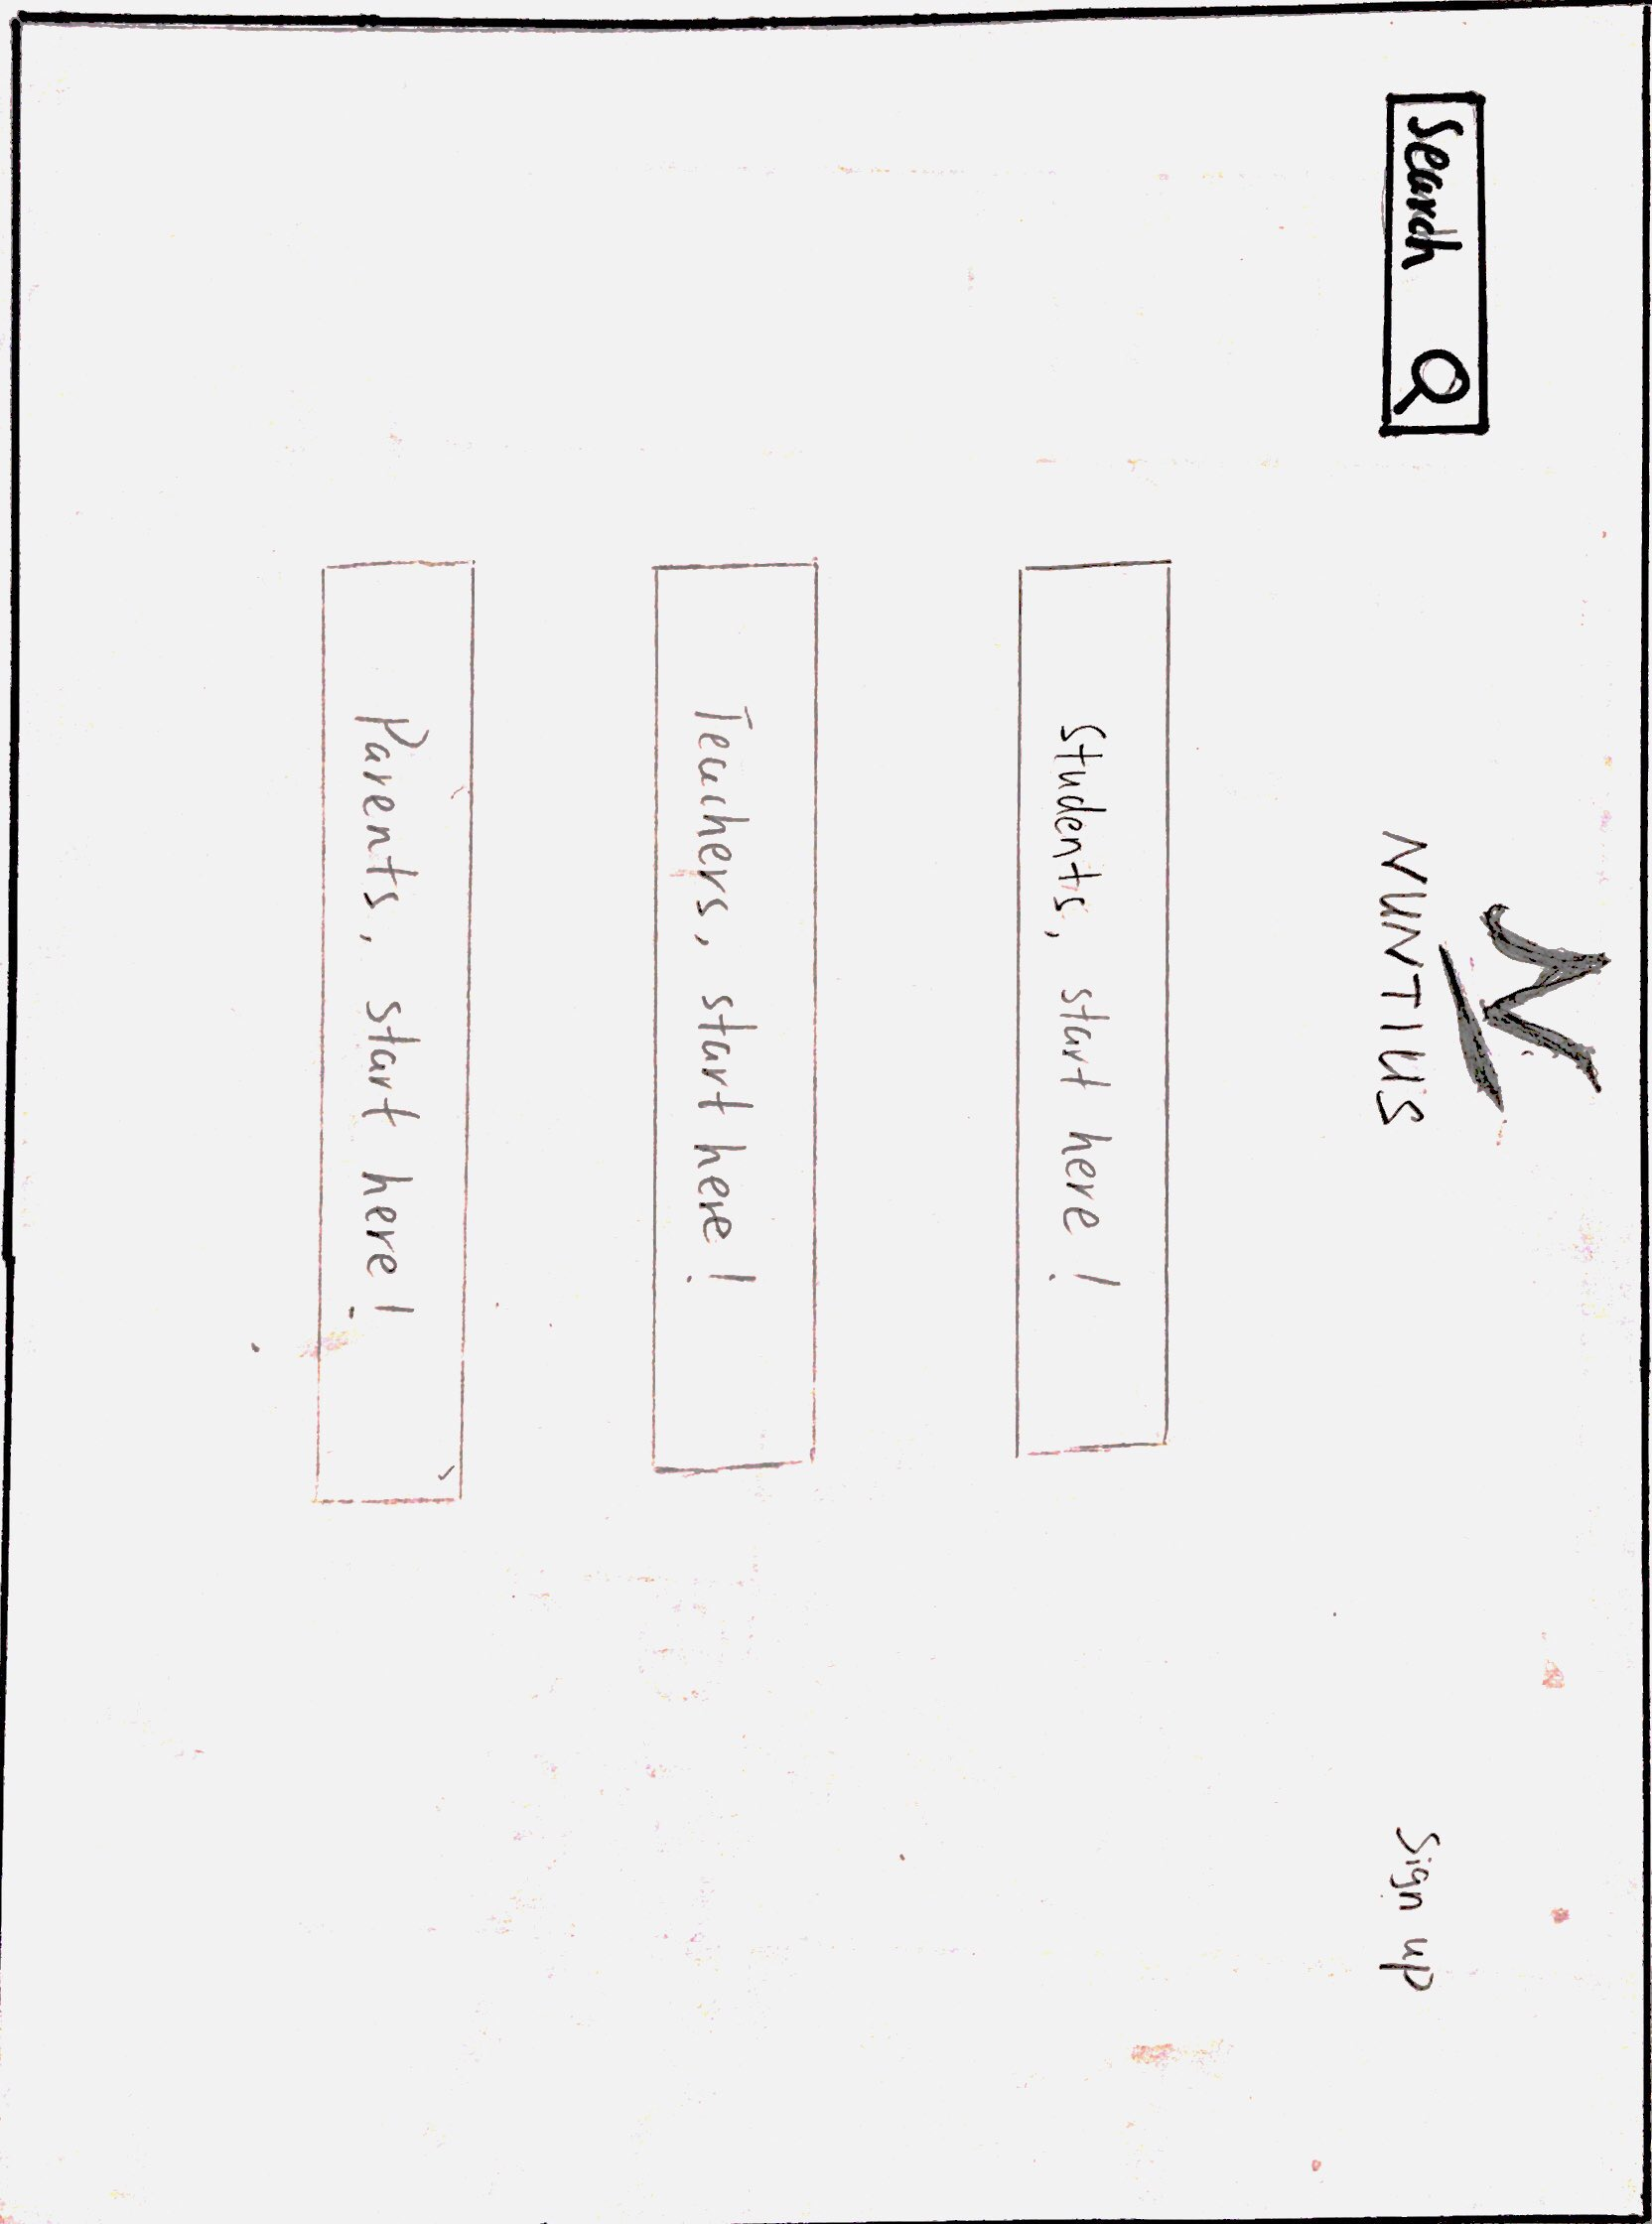 Search
N
NUNTIUS
Sign up
Students, start here!
Teachers, start here!
Parents, start here!